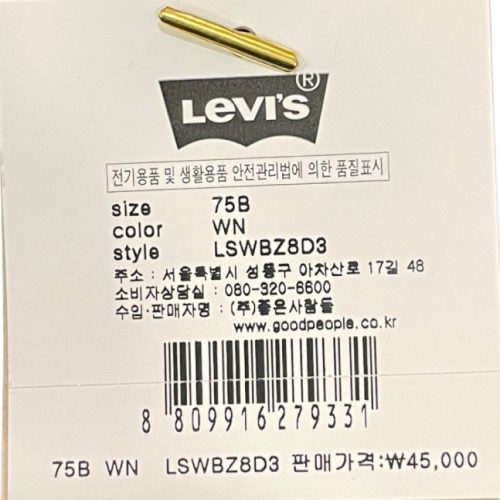 Levi's®
전기용품 및 생활용품 안전관리법에 의한 품질표시
size 75B
color WN
style LSWBZ8D3
주소 : 서울특별시 성동구 아차산로 17길 48
소비자상담실 : 080-320-6600
수입·판매자명 : (주)좋은사람들
www.goodpeople.co.kr
8 809916 279331
75B WN LSWBZ8D3 판매가격:₩45,000